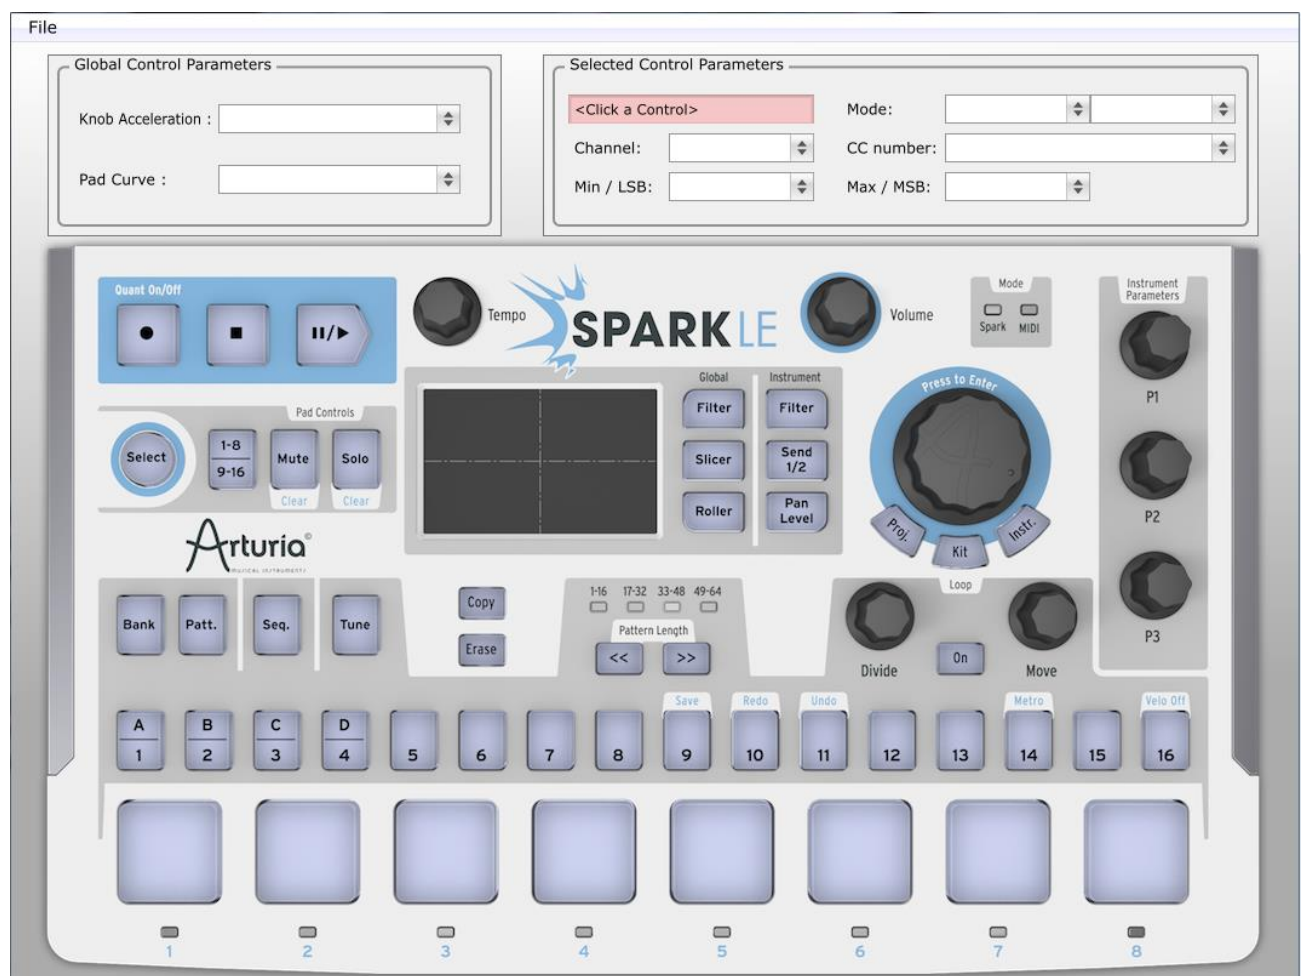 File
Global Control Parameters
Knob Acceleration :
Pad Curve :
Selected Control Parameters
<Click a Control>
Mode:
Channel:
CC number:
Min / LSB:
Max / MSB:
Quant On/Off
Tempo
SPARK LE
Volume
Mode
Spark MIDI
Instrument
Parameters
P1
P2
P3
Pad Controls
Select
1-8
9-16
Mute
Solo
Clear
Clear
Arturia©
MUSICAL INSTRUMENTS
Global
Instrument
Filter
Filter
Slicer
Send
1/2
Roller
Pan
Level
Press to Enter
Proj.
Kit
Instr.
Bank
Patt.
Seq.
Tune
Copy
Erase
1-16 17-32 33-48 49-64
Pattern Length
<< >>
Loop
Divide
On
Move
Save
Redo
Undo
Metro
Velo Off
A B C D
1 2 3 4 5 6 7 8 9 10 11 12 13 14 15 16
1 2 3 4 5 6 7 8